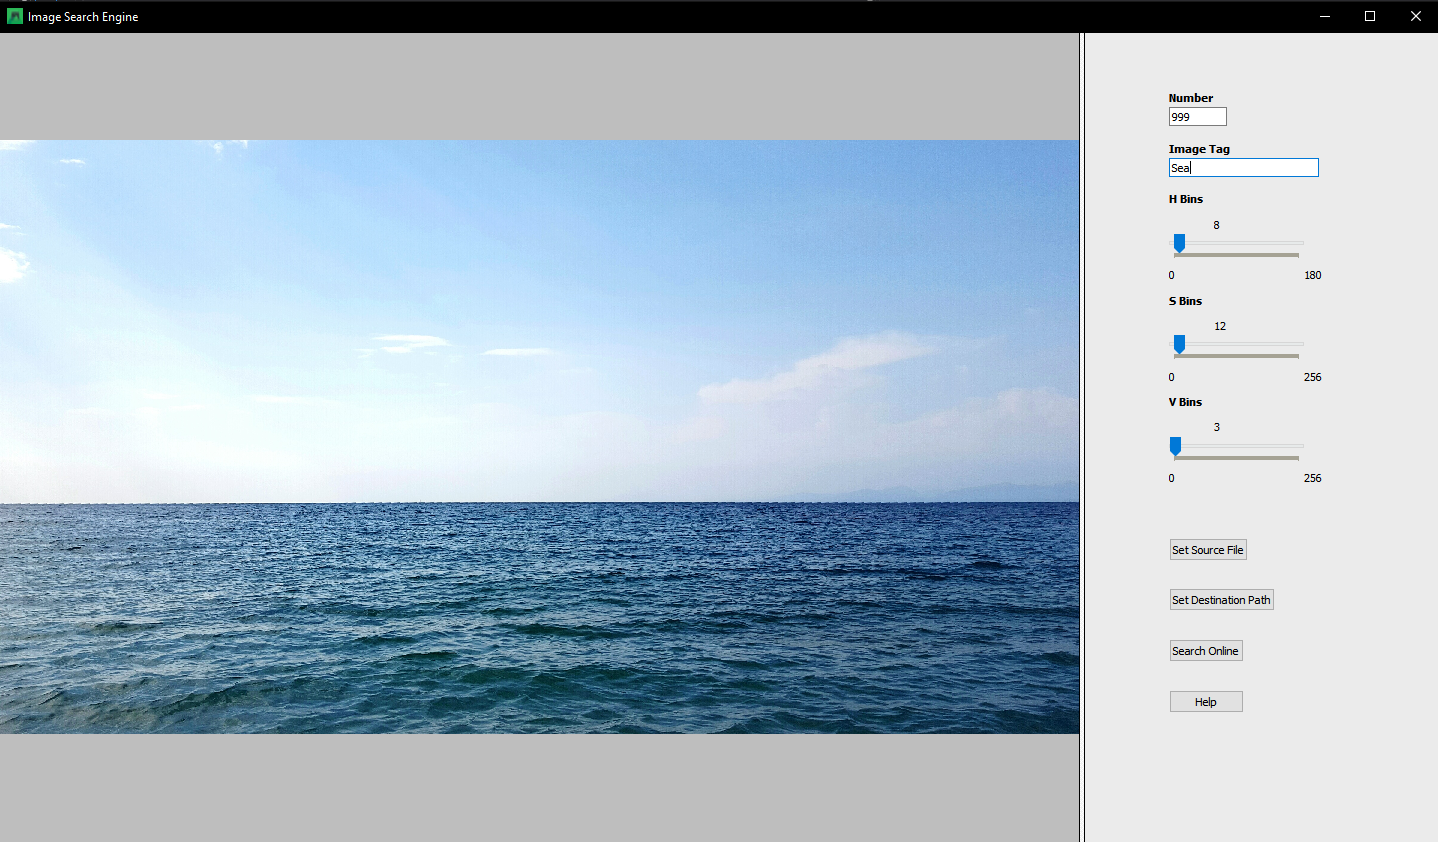 Image Search Engine
Number
999
Image Tag
Sea
H Bins
8
0 180
S Bins
12
0 256
V Bins
3
0 256
Set Source File
Set Destination Path
Search Online
Help